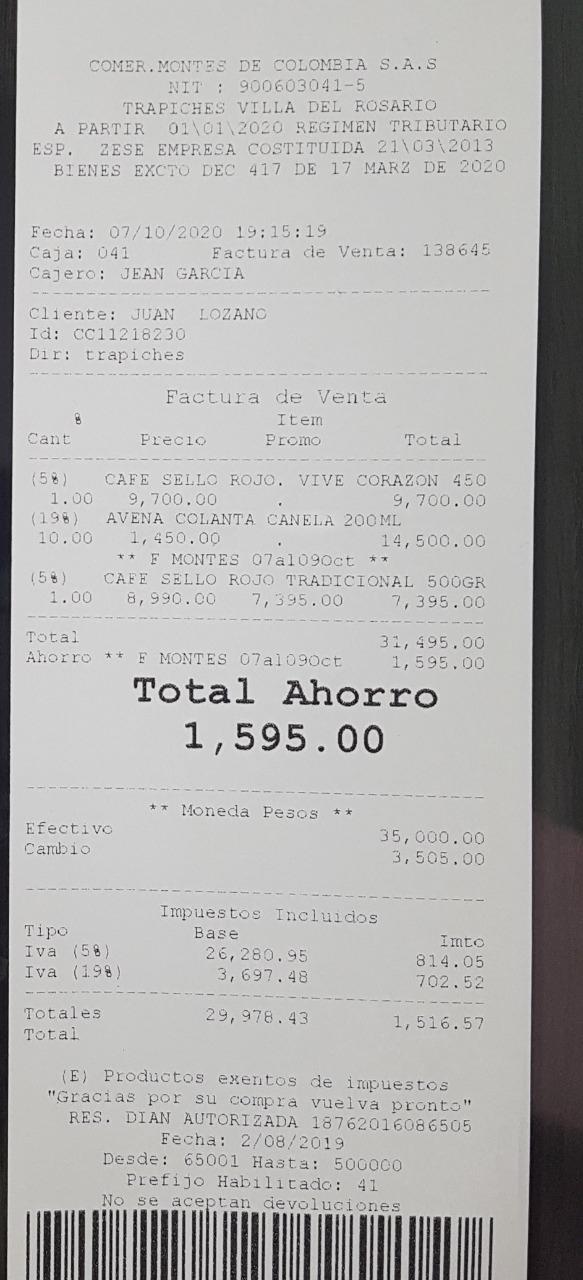 COMER.MONTES DE COLOMBIA S.A.S
NIT : 900603041-5
TRAPICHES VILLA DEL ROSARIO
A PARTIR 01\01\2020 REGIMEN TRIBUTARIO
ESP. ZESE EMPRESA COSTITUIDA 21\03\2013
BIENES EXCTO DEC 417 DE 17 MARZ DE 2020
Fecha: 07/10/2020 19:15:19
Caja: 041 Factura de Venta: 138645
Cajero: JEAN GARCIA
Cliente: JUAN LOZANO
Id: CC11218230
Dir: trapiches
Factura de Venta
% Item
Cant Precio Promo Total
(5%) CAFE SELLO ROJO. VIVE CORAZON 450
1.00 9,700.00 . 9,700.00
(19%) AVENA COLANTA CANELA 200ML
10.00 1,450.00 . 14,500.00
** F MONTES 07al09Oct **
(5%) CAFE SELLO ROJO TRADICIONAL 500GR
1.00 8,990.00 7,395.00 7,395.00
Total 31,495.00
Ahorro ** F MONTES 07al09Oct 1,595.00
Total Ahorro
1,595.00
** Moneda Pesos **
Efectivo 35,000.00
Cambio 3,505.00
Impuestos Incluidos
Tipo Base Imto
Iva (5%) 26,280.95 814.05
Iva (19%) 3,697.48 702.52
Totales 29,978.43 1,516.57
Total
(E) Productos exentos de impuestos
"Gracias por su compra vuelva pronto"
RES. DIAN AUTORIZADA 18762016086505
Fecha: 2/08/2019
Desde: 65001 Hasta: 500000
Prefijo Habilitado: 41
No se aceptan devoluciones